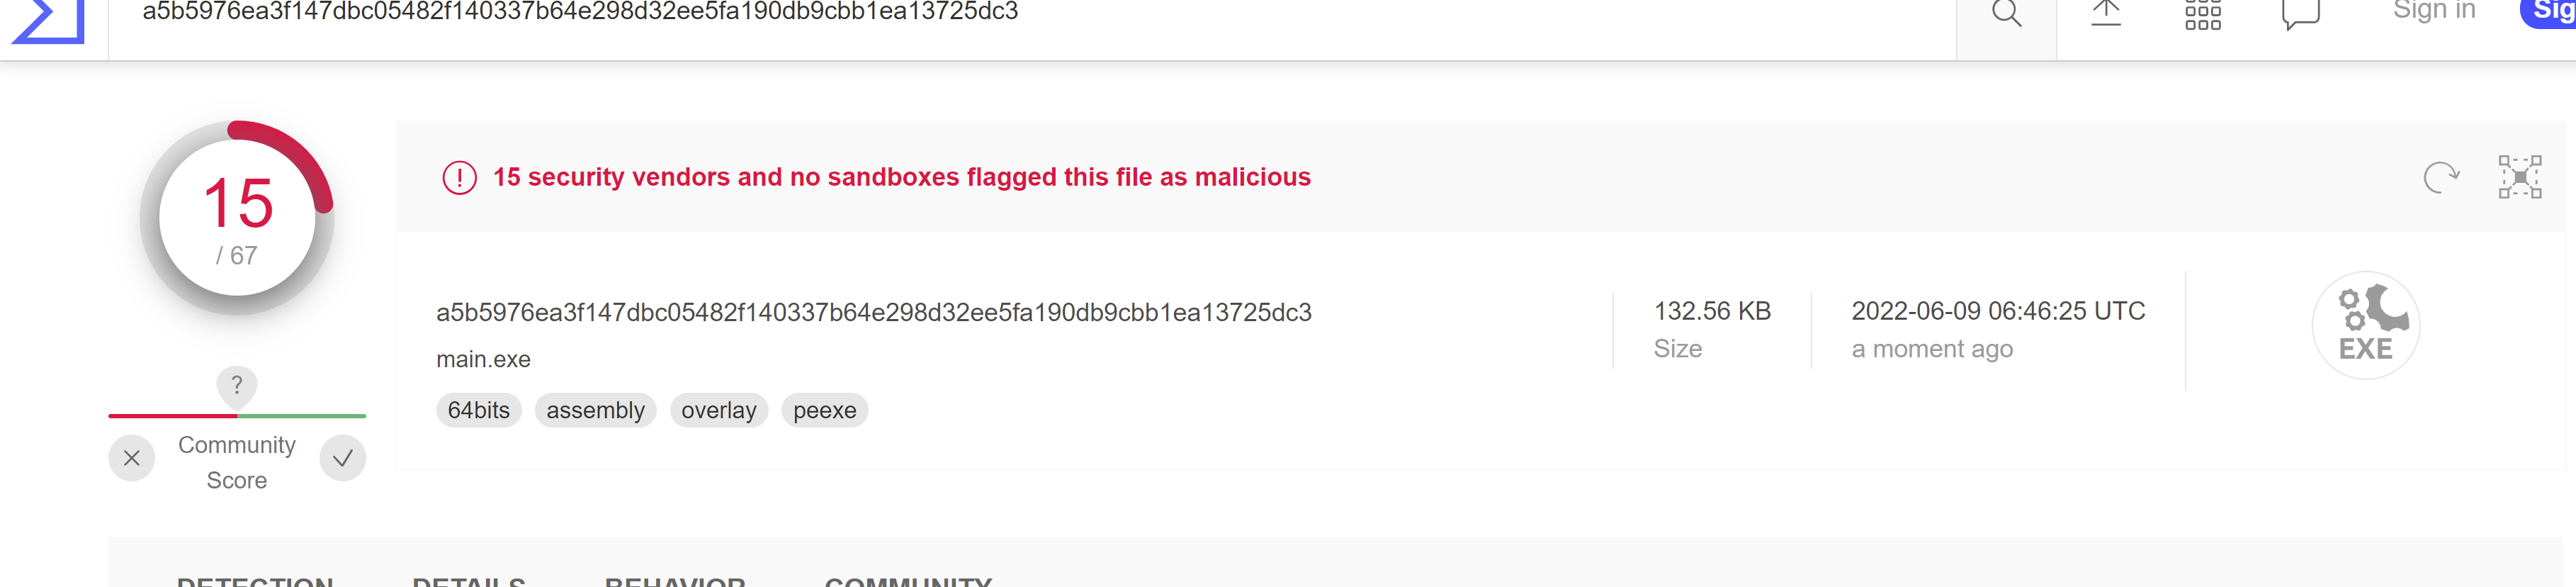 a5b5976ea3f147dbc05482f140337b64e298d32ee5fa190db9cbb1ea13725dc3
Sign in
Sig
15
/ 67
15 security vendors and no sandboxes flagged this file as malicious
a5b5976ea3f147dbc05482f140337b64e298d32ee5fa190db9cbb1ea13725dc3
main.exe
64bits assembly overlay peexe
132.56 KB
Size
2022-06-09 06:46:25 UTC
a moment ago
EXE
?
Community
Score
DETECTION DETAILS BEHAVIOR COMMUNITY